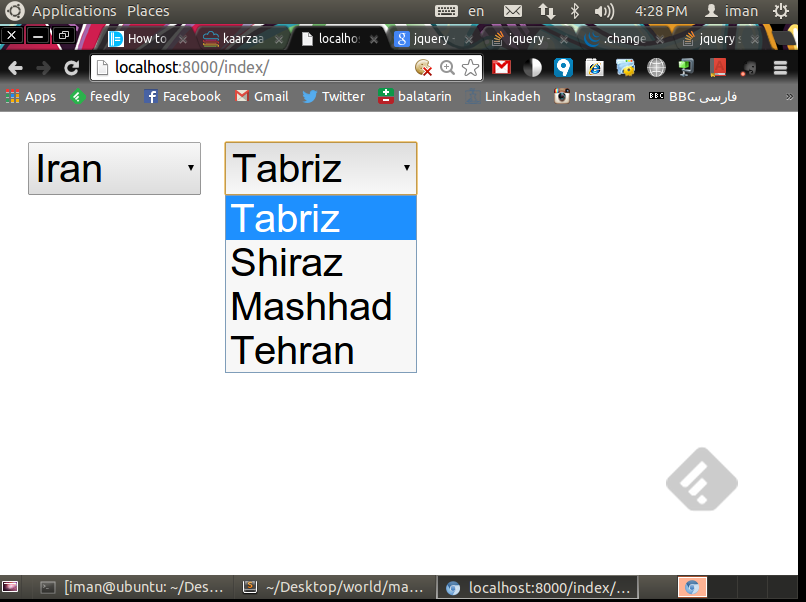 Applications Places en 4:28 PM iman
How to kaarzaa localho jquery - jquery - .change jquery s
localhost:8000/index/
Apps feedly Facebook Gmail Twitter balatarin Linkadeh Instagram BBC BBC فارسی »
Iran Tabriz
Tabriz
Shiraz
Mashhad
Tehran
[iman@ubuntu: ~/Des... ~/Desktop/world/ma... localhost:8000/index/...